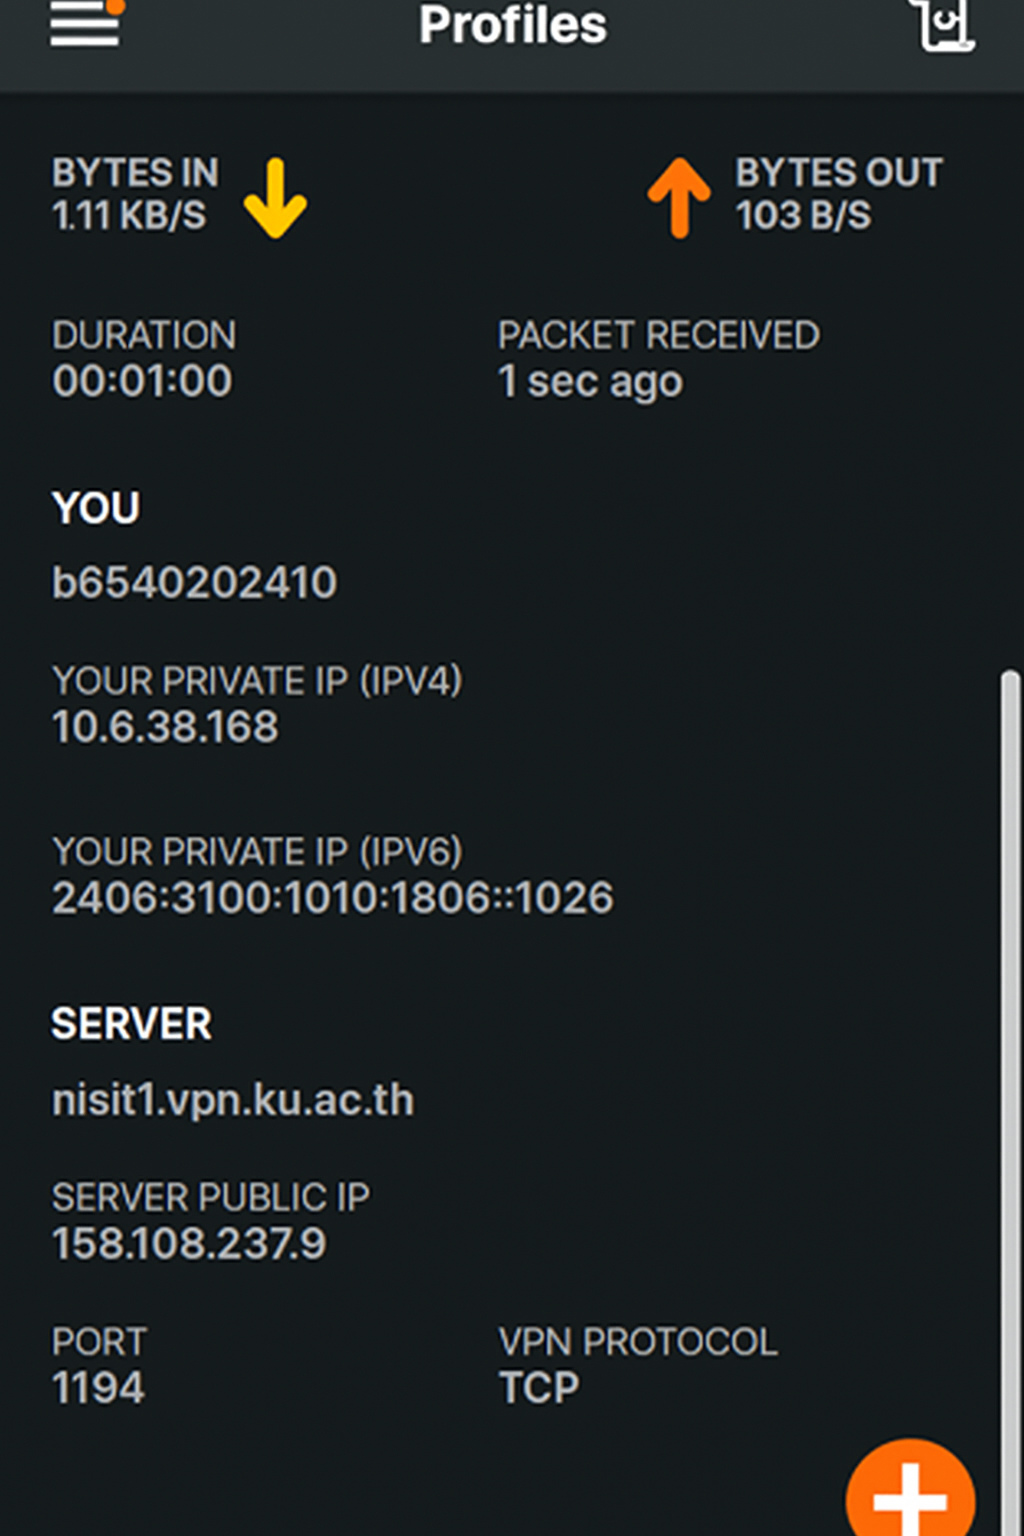 Profiles
BYTES IN
1.11 KB/S
BYTES OUT
103 B/S
DURATION
00:01:00
PACKET RECEIVED
1 sec ago
YOU
b6540202410
YOUR PRIVATE IP (IPV4)
10.6.38.168
YOUR PRIVATE IP (IPV6)
2406:3100:1010:1806::1026
SERVER
nisit1.vpn.ku.ac.th
SERVER PUBLIC IP
158.108.237.9
PORT
1194
VPN PROTOCOL
TCP